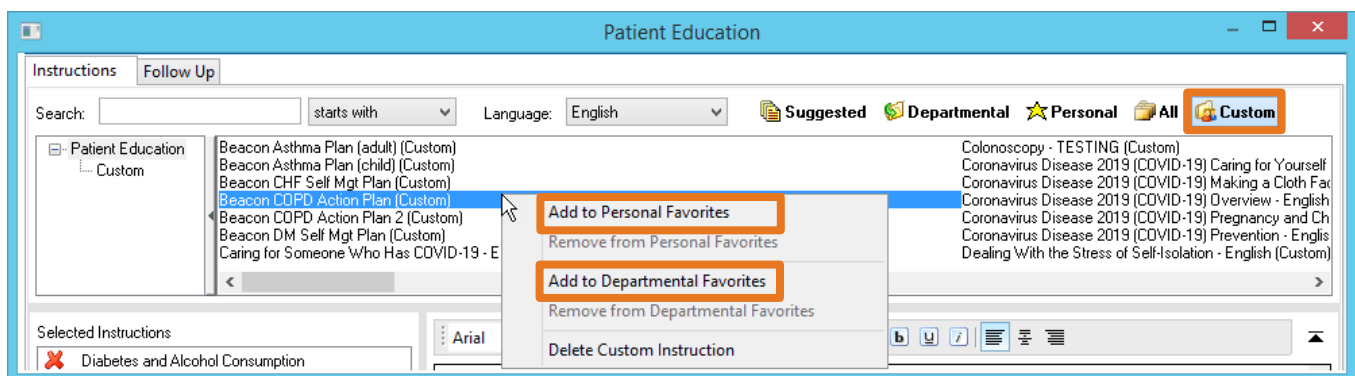 Patient Education
Instructions Follow Up
Search: starts with Language: English Suggested Departmental Personal All Custom
Patient Education
Custom
Beacon Asthma Plan (adult) (Custom)
Beacon Asthma Plan (child) (Custom)
Beacon CHF Self Mgt Plan (Custom)
Beacon COPD Action Plan (Custom)
Beacon COPD Action Plan 2 (Custom)
Beacon DM Self Mgt Plan (Custom)
Caring for Someone Who Has COVID-19 - E
Colonoscopy - TESTING (Custom)
Coronavirus Disease 2019 (COVID-19) Caring for Yourself
Coronavirus Disease 2019 (COVID-19) Making a Cloth Fac
Coronavirus Disease 2019 (COVID-19) Overview - English
Coronavirus Disease 2019 (COVID-19) Pregnancy and Ch
Coronavirus Disease 2019 (COVID-19) Prevention - Englis
Dealing With the Stress of Self-Isolation - English (Custom)
Add to Personal Favorites
Remove from Personal Favorites
Add to Departmental Favorites
Remove from Departmental Favorites
Delete Custom Instruction
Selected Instructions
Diabetes and Alcohol Consumption
Arial
b u i